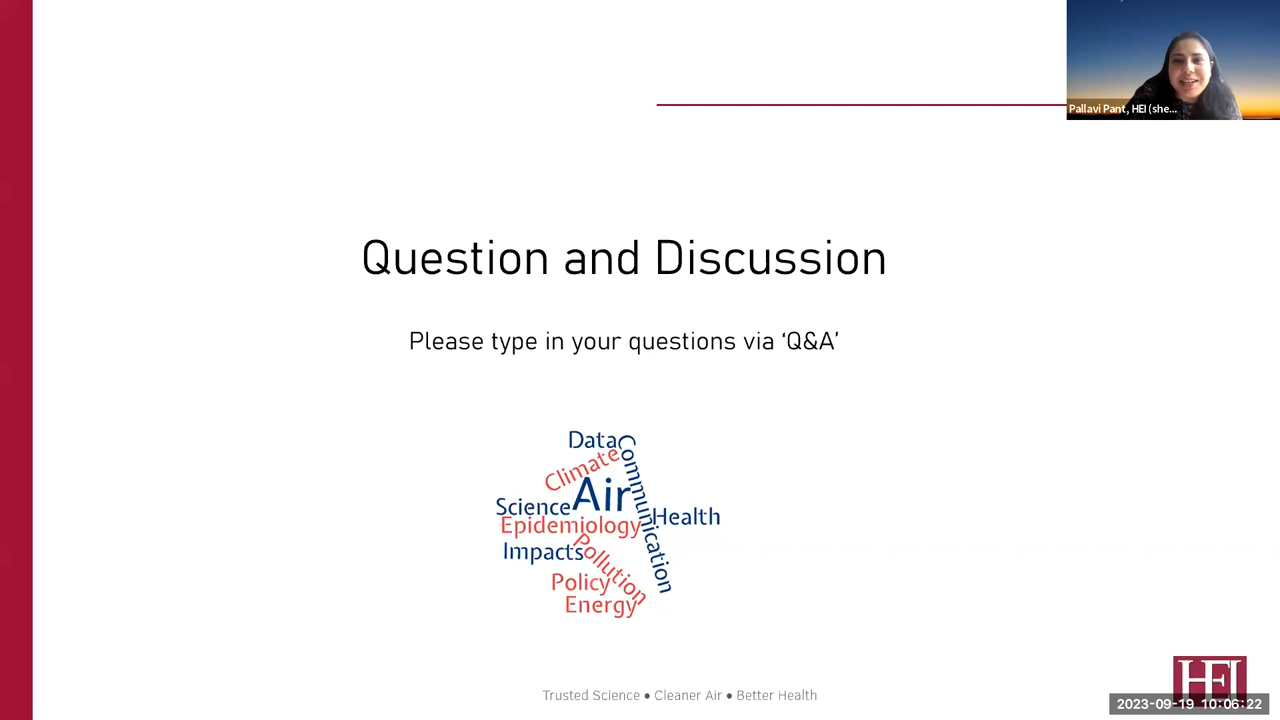 Pallavi Pant, HEI (she...
Question and Discussion
Please type in your questions via ‘Q&A’
Data
Communication
Climate
Air
Science
Health
Epidemiology
Impacts
Pollution
Policy
Energy
HEI
Trusted Science ● Cleaner Air ● Better Health
2023-09-19 10:06:22